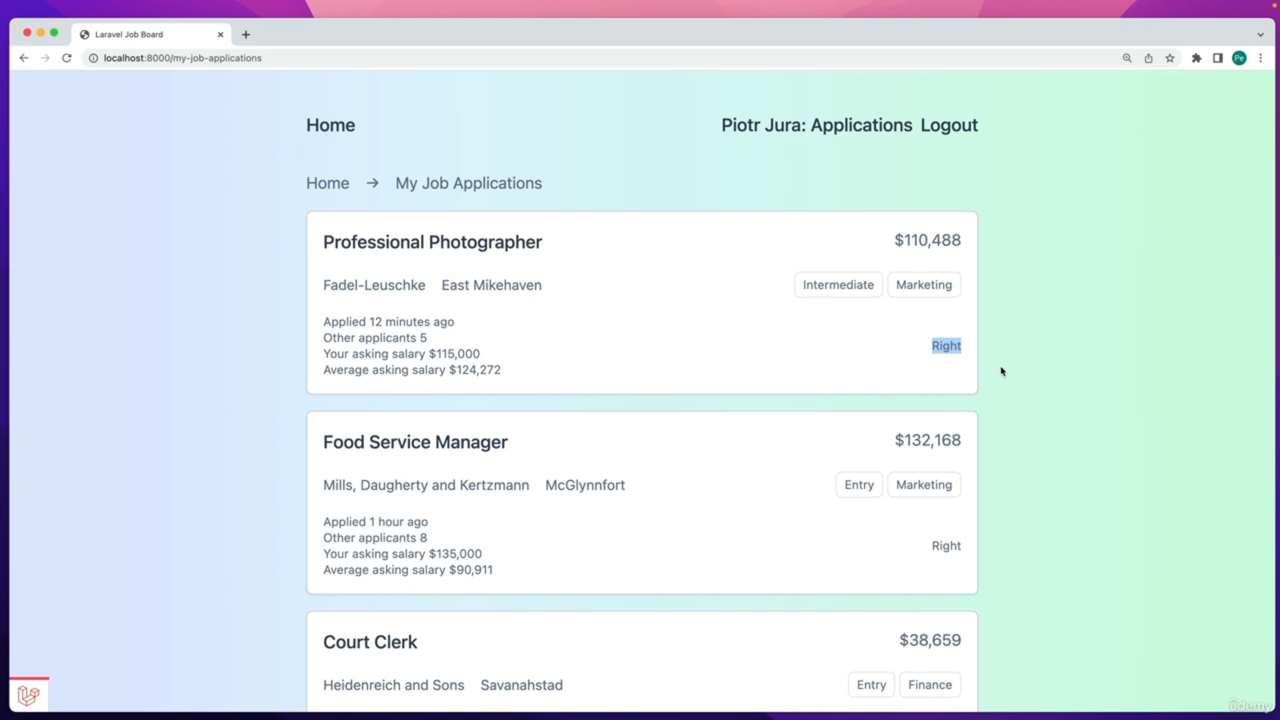 Laravel Job Board
localhost:8000/my-job-applications
Pe
Home Piotr Jura: Applications Logout
Home → My Job Applications
Professional Photographer $110,488
Fadel-Leuschke East Mikehaven Intermediate Marketing
Applied 12 minutes ago
Other applicants 5
Right
Your asking salary $115,000
Average asking salary $124,272
Food Service Manager $132,168
Mills, Daugherty and Kertzmann McGlynnfort Entry Marketing
Applied 1 hour ago
Other applicants 8
Right
Your asking salary $135,000
Average asking salary $90,911
Court Clerk $38,659
Heidenreich and Sons Savanahstad Entry Finance
udemy